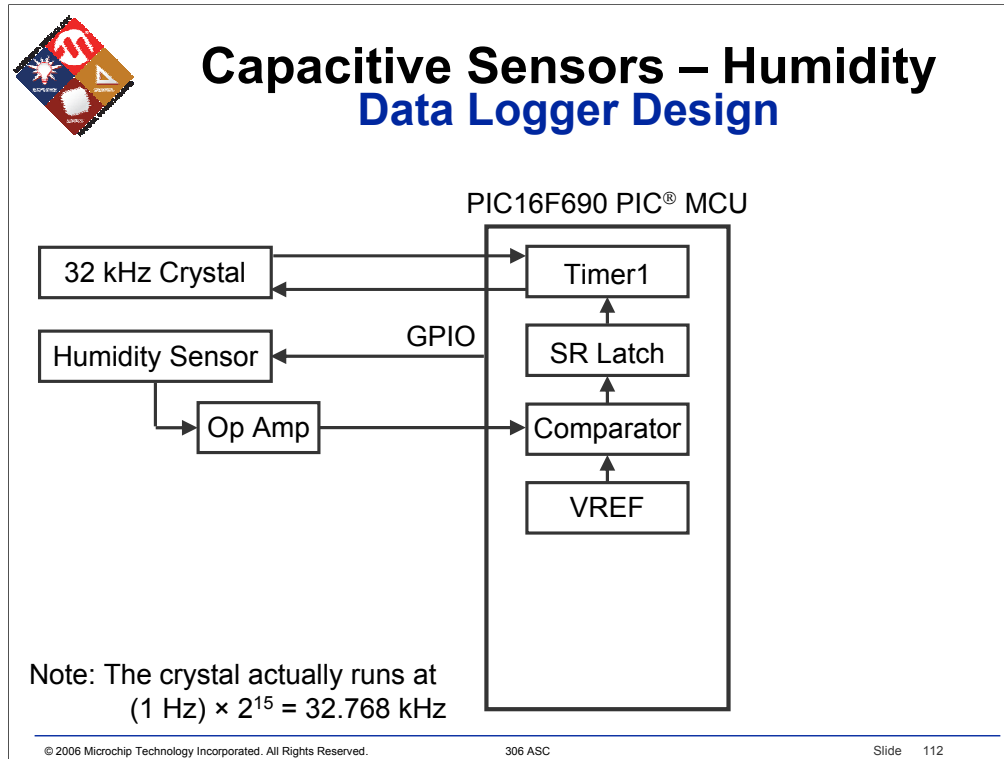 Capacitive Sensors – Humidity
Data Logger Design
PIC16F690 PIC® MCU
32 kHz Crystal
Timer1
GPIO
Humidity Sensor
SR Latch
Op Amp
Comparator
VREF
Note: The crystal actually runs at
(1 Hz) × 2¹⁵ = 32.768 kHz
© 2006 Microchip Technology Incorporated. All Rights Reserved.
306 ASC
Slide 112